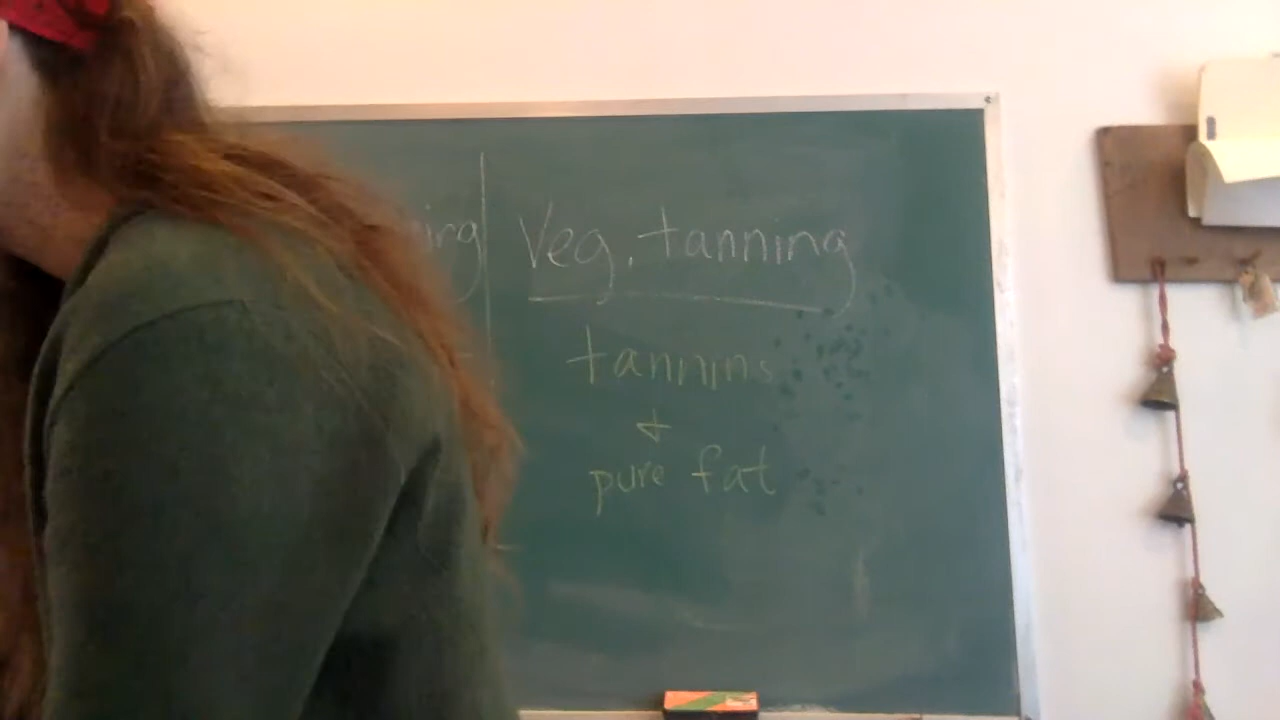 Veg. tanning
tannins
+
pure fat